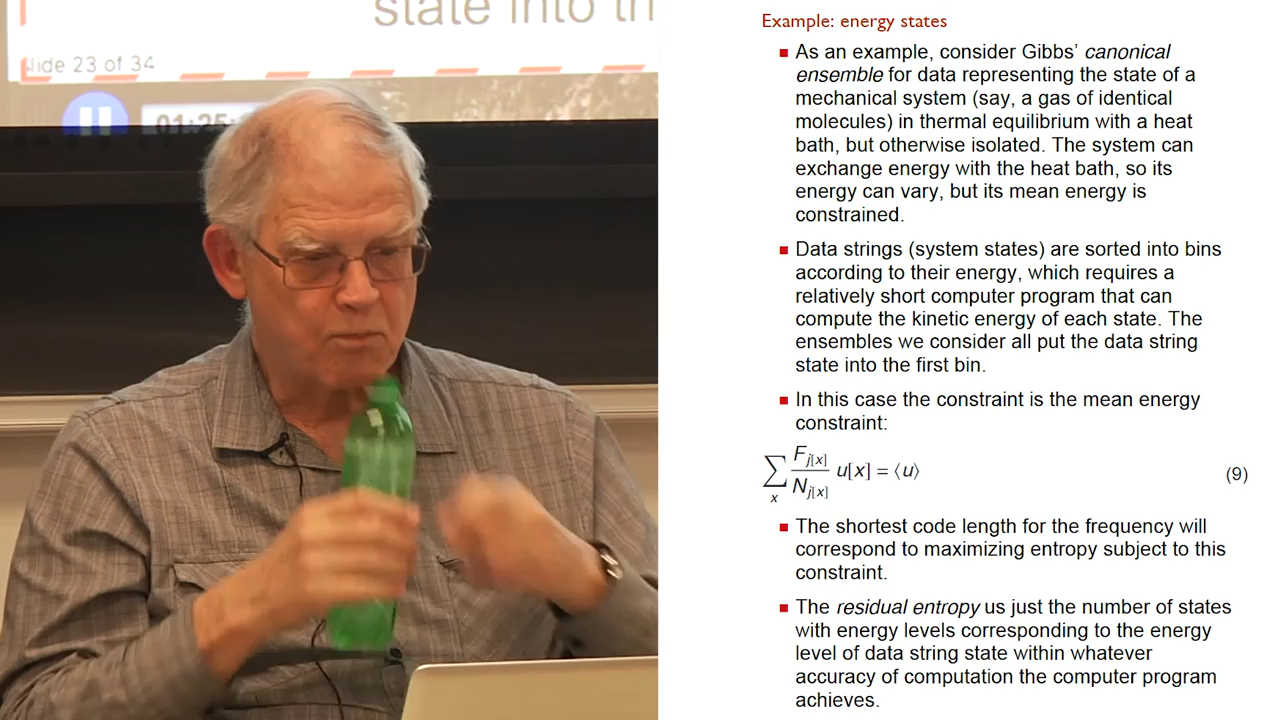 state into th
lide 23 of 34
01:25:
Example: energy states
■ As an example, consider Gibbs' canonical
ensemble for data representing the state of a
mechanical system (say, a gas of identical
molecules) in thermal equilibrium with a heat
bath, but otherwise isolated. The system can
exchange energy with the heat bath, so its
energy can vary, but its mean energy is
constrained.
■ Data strings (system states) are sorted into bins
according to their energy, which requires a
relatively short computer program that can
compute the kinetic energy of each state. The
ensembles we consider all put the data string
state into the first bin.
■ In this case the constraint is the mean energy
constraint:
∑_x F_{j[x]}/N_{j[x]} u[x] = ⟨u⟩ (9)
■ The shortest code length for the frequency will
correspond to maximizing entropy subject to this
constraint.
■ The residual entropy us just the number of states
with energy levels corresponding to the energy
level of data string state within whatever
accuracy of computation the computer program
achieves.